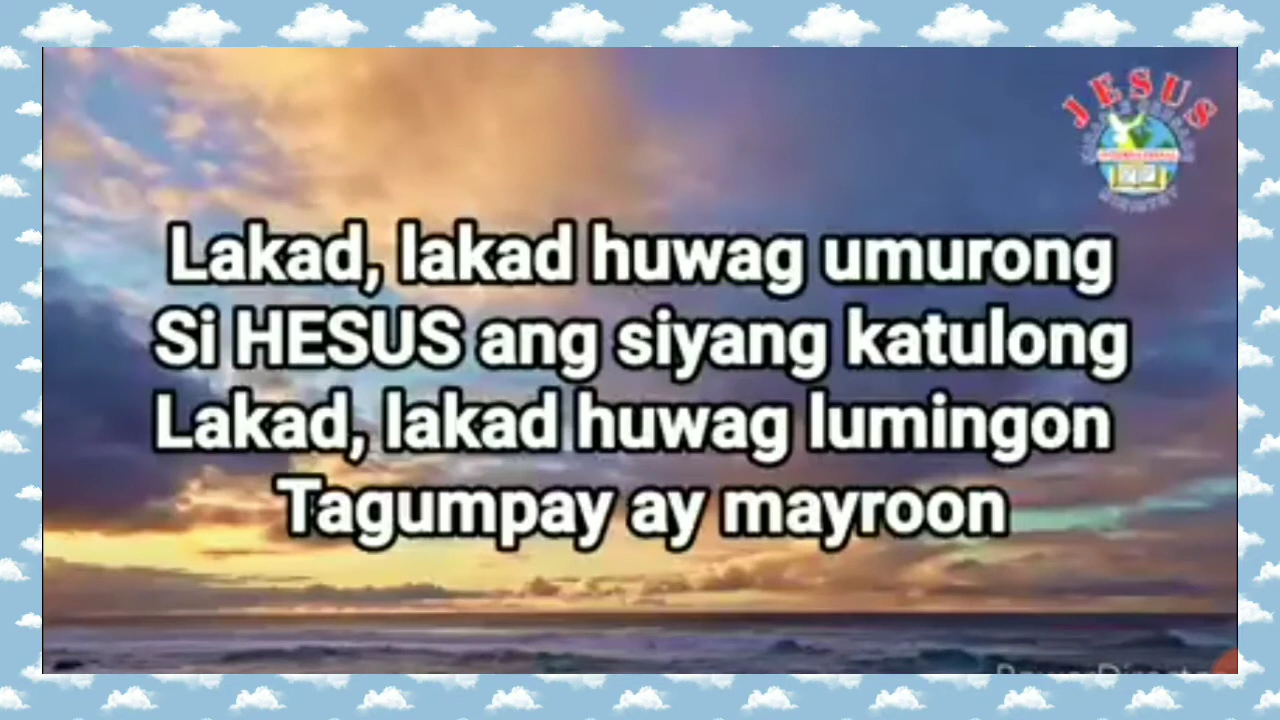 JESUS
Lakad, lakad huwag umurong
Si HESUS ang siyang katulong
Lakad, lakad huwag lumingon
Tagumpay ay mayroon